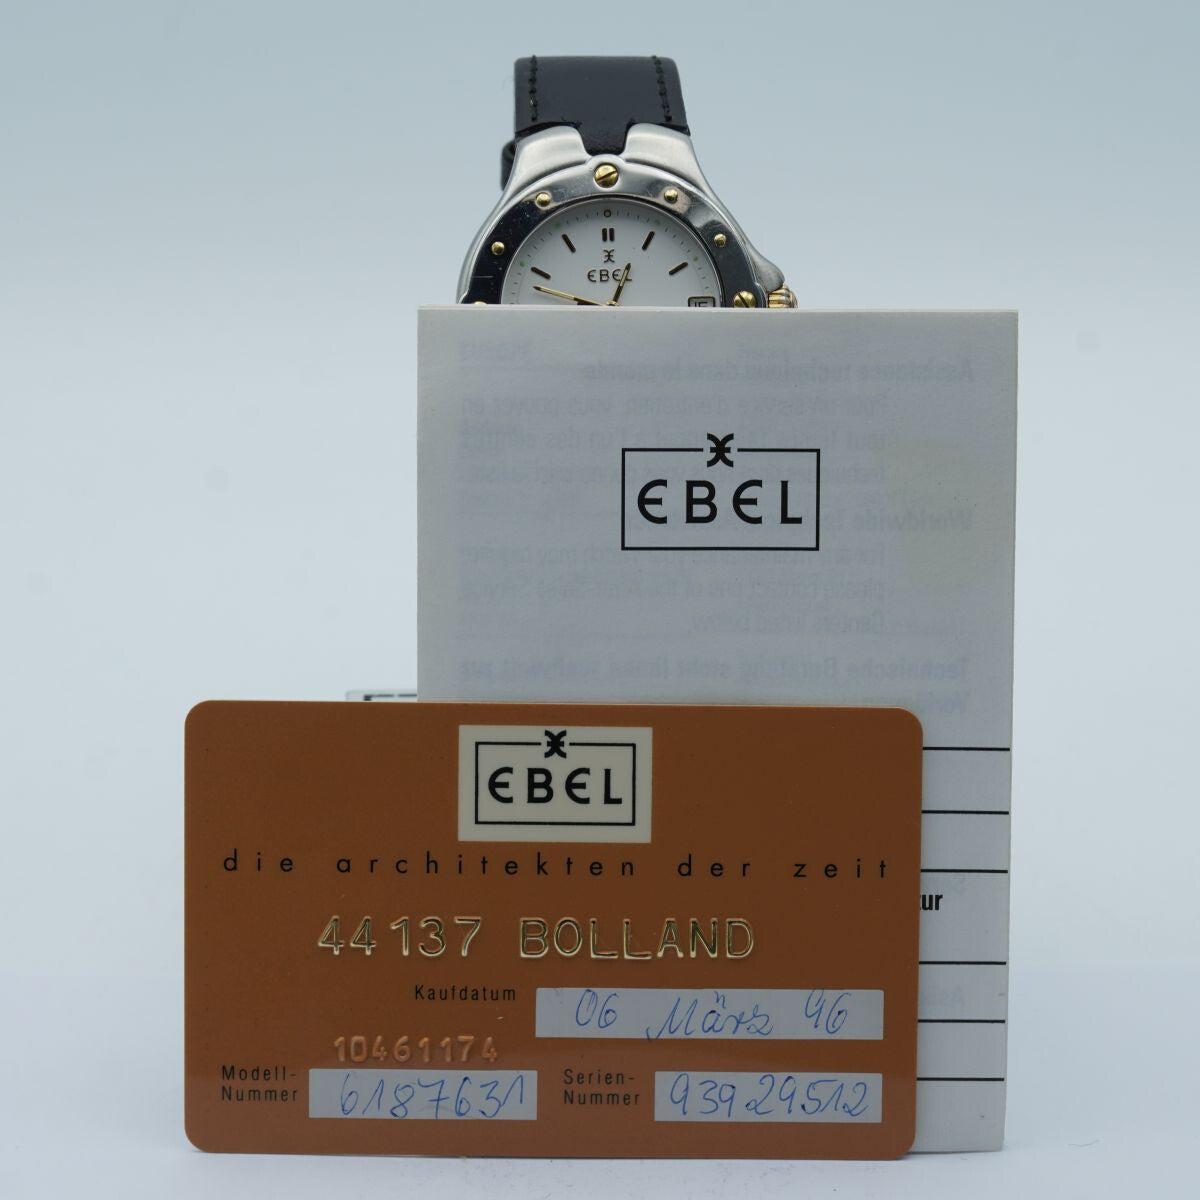 EBEL
EBEL
EBEL
die architekten der zeit
44137 BOLLAND
Kaufdatum
06 März 96
10461174
Modell-
Nummer
6187631
Serien-
Nummer
93929512
tur